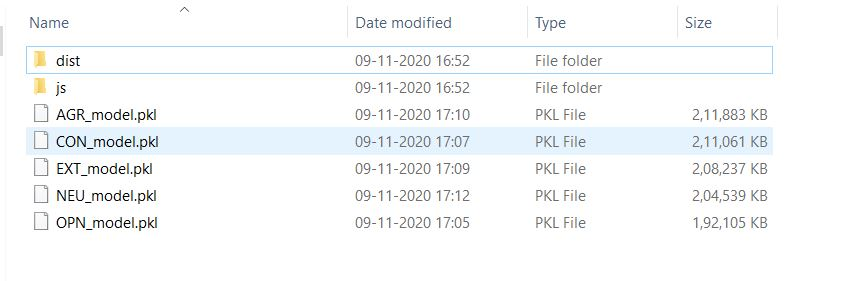 Name Date modified Type Size
dist 09-11-2020 16:52 File folder
js 09-11-2020 16:52 File folder
AGR_model.pkl 09-11-2020 17:10 PKL File 2,11,883 KB
CON_model.pkl 09-11-2020 17:07 PKL File 2,11,061 KB
EXT_model.pkl 09-11-2020 17:09 PKL File 2,08,237 KB
NEU_model.pkl 09-11-2020 17:12 PKL File 2,04,539 KB
OPN_model.pkl 09-11-2020 17:05 PKL File 1,92,105 KB